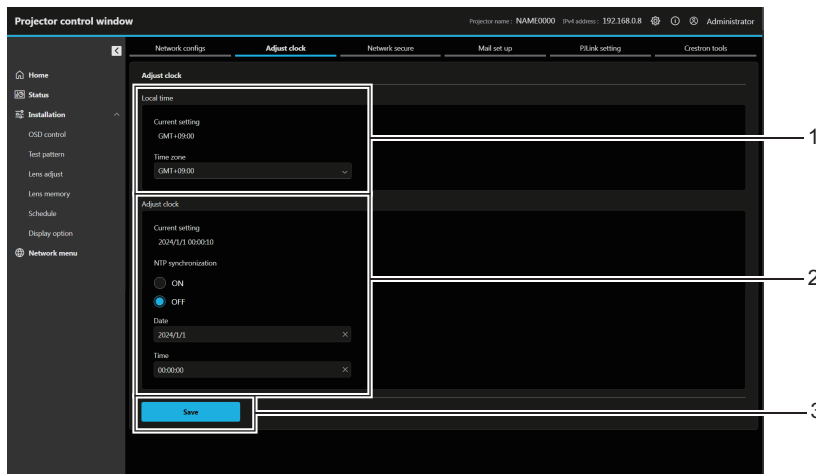 Projector control window
Projector name : NAME0000 IPv4 address : 192.168.0.8 Administrator
Network configs Adjust clock Network secure Mail set up PJLink setting Crestron tools
Home
Status
Installation
OSD control
Test pattern
Lens adjust
Lens memory
Schedule
Display option
Network menu
Adjust clock
Local time
Current setting
GMT+09:00
Time zone
GMT+09:00
1
Adjust clock
Current setting
2024/1/1 00:00:10
NTP synchronization
ON
OFF
Date
2024/1/1
Time
00:00:00
2
Save
3